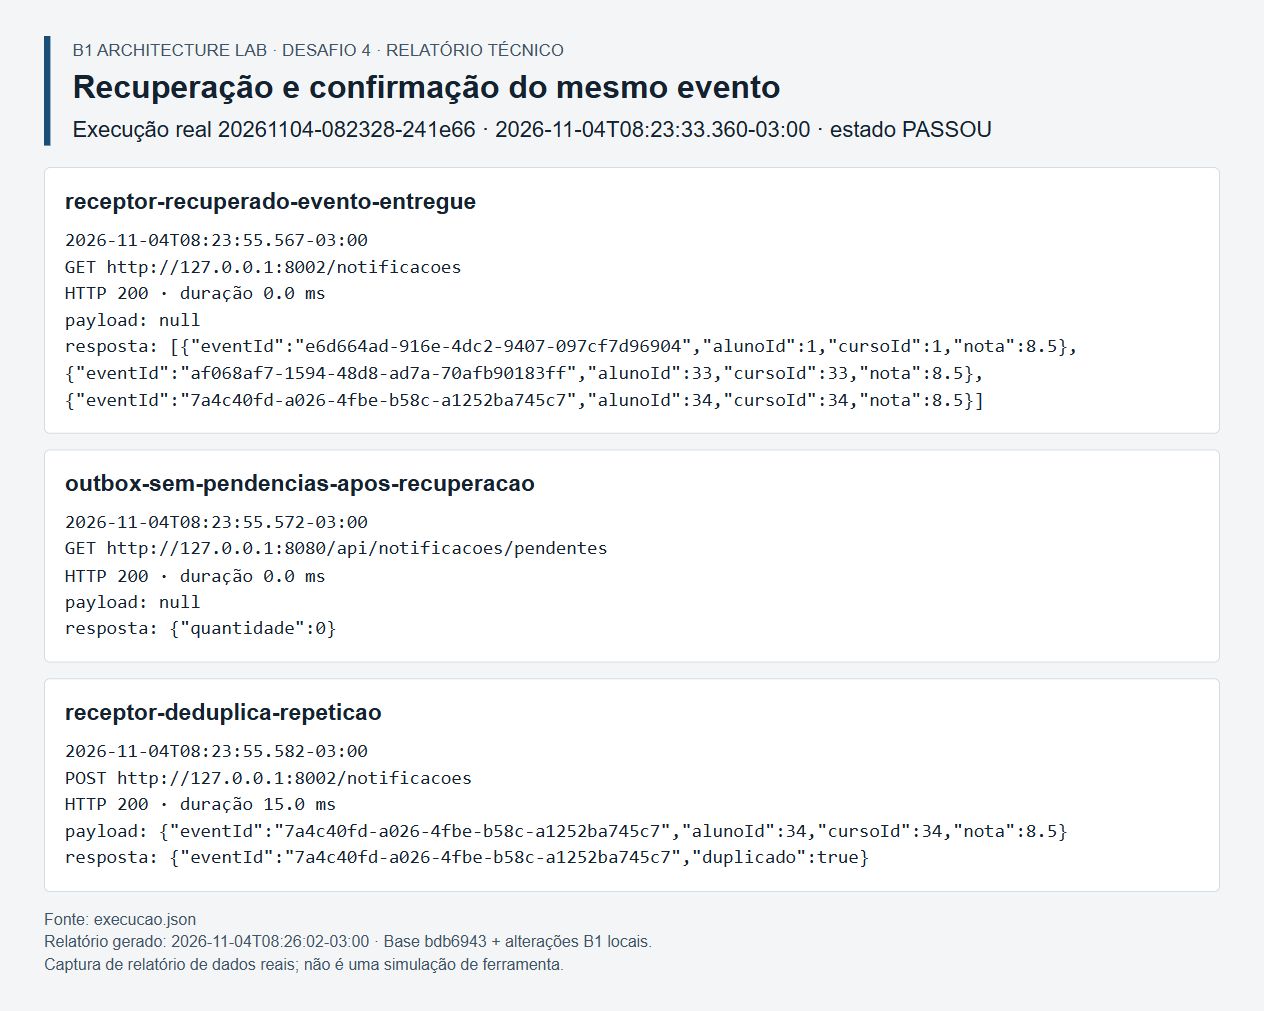 B1 ARCHITECTURE LAB · DESAFIO 4 · RELATÓRIO TÉCNICO
Recuperação e confirmação do mesmo evento
Execução real 20261104-082328-241e66 · 2026-11-04T08:23:33.360-03:00 · estado PASSOU
receptor-recuperado-evento-entregue
2026-11-04T08:23:55.567-03:00
GET http://127.0.0.1:8002/notificacoes
HTTP 200 · duração 0.0 ms
payload: null
resposta: [{"eventId":"e6d664ad-916e-4dc2-9407-097cf7d96904","alunoId":1,"cursoId":1,"nota":8.5},
{"eventId":"af068af7-1594-48d8-ad7a-70afb90183ff","alunoId":33,"cursoId":33,"nota":8.5},
{"eventId":"7a4c40fd-a026-4fbe-b58c-a1252ba745c7","alunoId":34,"cursoId":34,"nota":8.5}]
outbox-sem-pendencias-apos-recuperacao
2026-11-04T08:23:55.572-03:00
GET http://127.0.0.1:8080/api/notificacoes/pendentes
HTTP 200 · duração 0.0 ms
payload: null
resposta: {"quantidade":0}
receptor-deduplica-repeticao
2026-11-04T08:23:55.582-03:00
POST http://127.0.0.1:8002/notificacoes
HTTP 200 · duração 15.0 ms
payload: {"eventId":"7a4c40fd-a026-4fbe-b58c-a1252ba745c7","alunoId":34,"cursoId":34,"nota":8.5}
resposta: {"eventId":"7a4c40fd-a026-4fbe-b58c-a1252ba745c7","duplicado":true}
Fonte: execucao.json
Relatório gerado: 2026-11-04T08:26:02-03:00 · Base bdb6943 + alterações B1 locais.
Captura de relatório de dados reais; não é uma simulação de ferramenta.